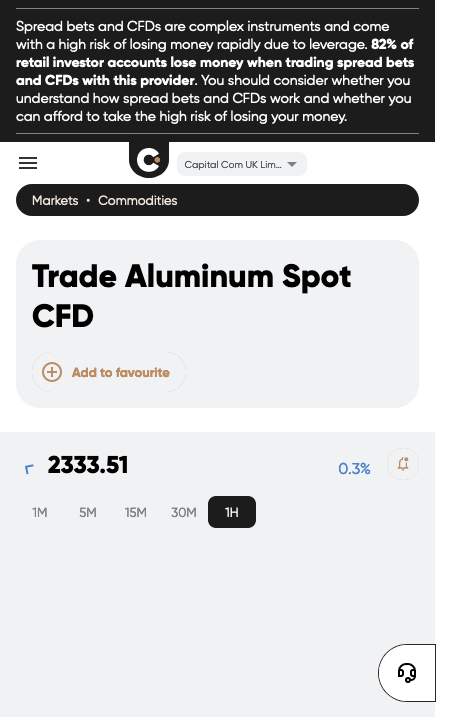 Spread bets and CFDs are complex instruments and come
with a high risk of losing money rapidly due to leverage. 82% of
retail investor accounts lose money when trading spread bets
and CFDs with this provider. You should consider whether you
understand how spread bets and CFDs work and whether you
can afford to take the high risk of losing your money.
Capital Com UK Lim...
Markets • Commodities
Trade Aluminum Spot
CFD
Add to favourite
2333.51
0.3%
1M 5M 15M 30M 1H